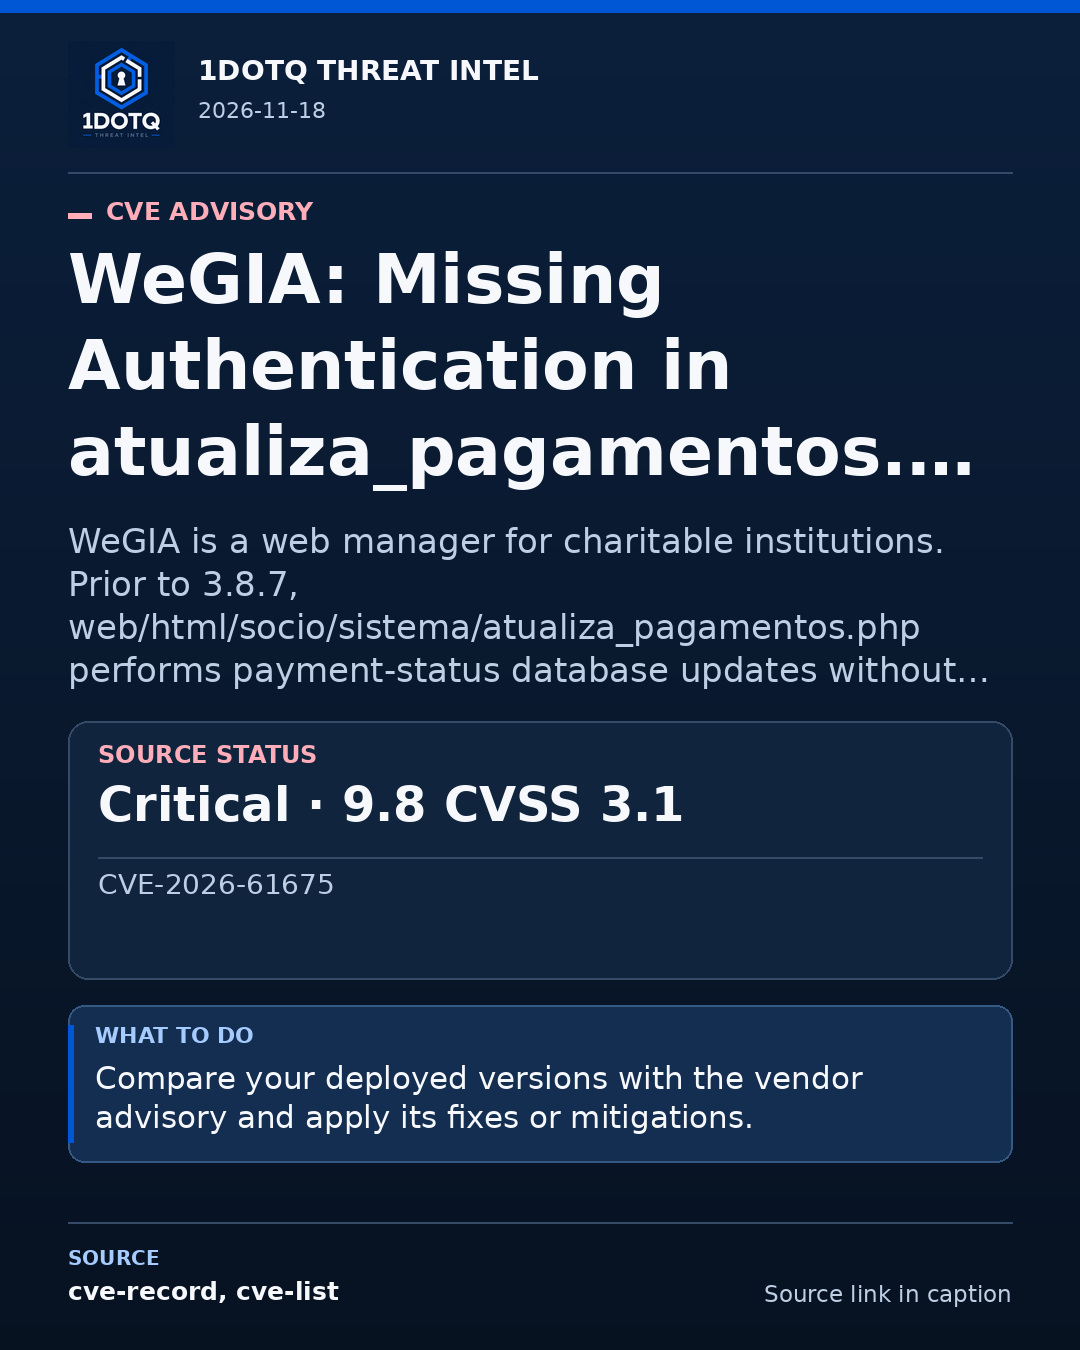 1DOTQ
THREAT INTEL
1DOTQ THREAT INTEL
2026-11-18
CVE ADVISORY
WeGIA: Missing
Authentication in
atualiza_pagamentos.…
WeGIA is a web manager for charitable institutions.
Prior to 3.8.7,
web/html/socio/sistema/atualiza_pagamentos.php
performs payment-status database updates without…
SOURCE STATUS
Critical · 9.8 CVSS 3.1
CVE-2026-61675
WHAT TO DO
Compare your deployed versions with the vendor
advisory and apply its fixes or mitigations.
SOURCE
cve-record, cve-list
Source link in caption